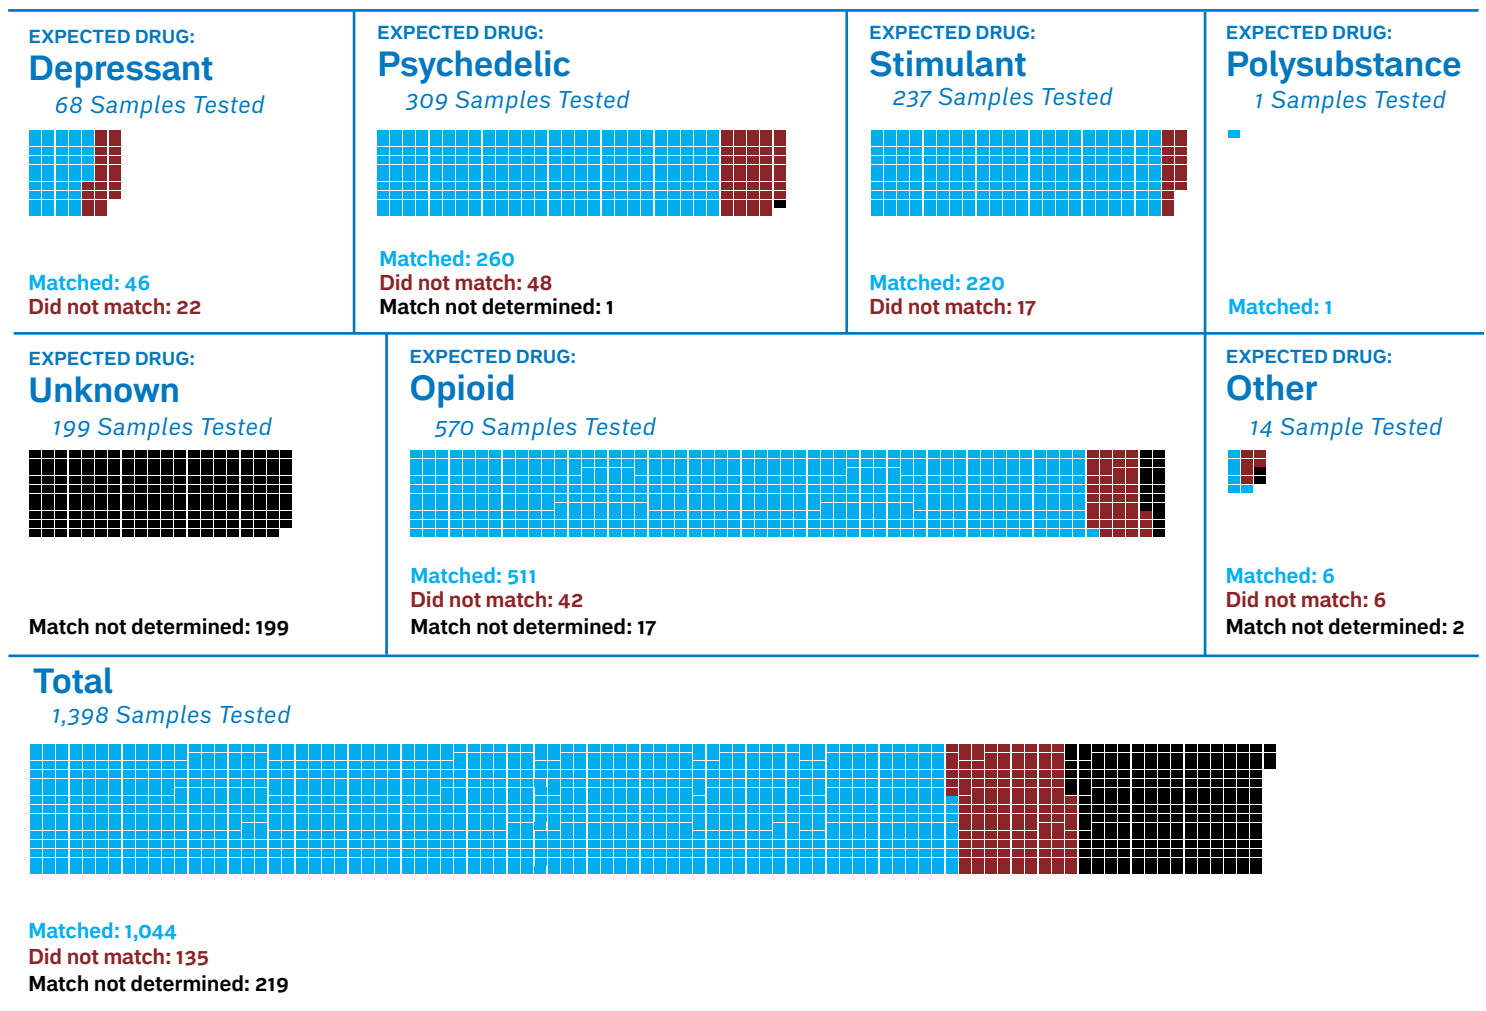 EXPECTED DRUG:
Depressant
68 Samples Tested
Matched: 46
Did not match: 22
EXPECTED DRUG:
Psychedelic
309 Samples Tested
Matched: 260
Did not match: 48
Match not determined: 1
EXPECTED DRUG:
Stimulant
237 Samples Tested
Matched: 220
Did not match: 17
EXPECTED DRUG:
Polysubstance
1 Samples Tested
Matched: 1
EXPECTED DRUG:
Unknown
199 Samples Tested
Match not determined: 199
EXPECTED DRUG:
Opioid
570 Samples Tested
Matched: 511
Did not match: 42
Match not determined: 17
EXPECTED DRUG:
Other
14 Sample Tested
Matched: 6
Did not match: 6
Match not determined: 2
Total
1,398 Samples Tested
Matched: 1,044
Did not match: 135
Match not determined: 219